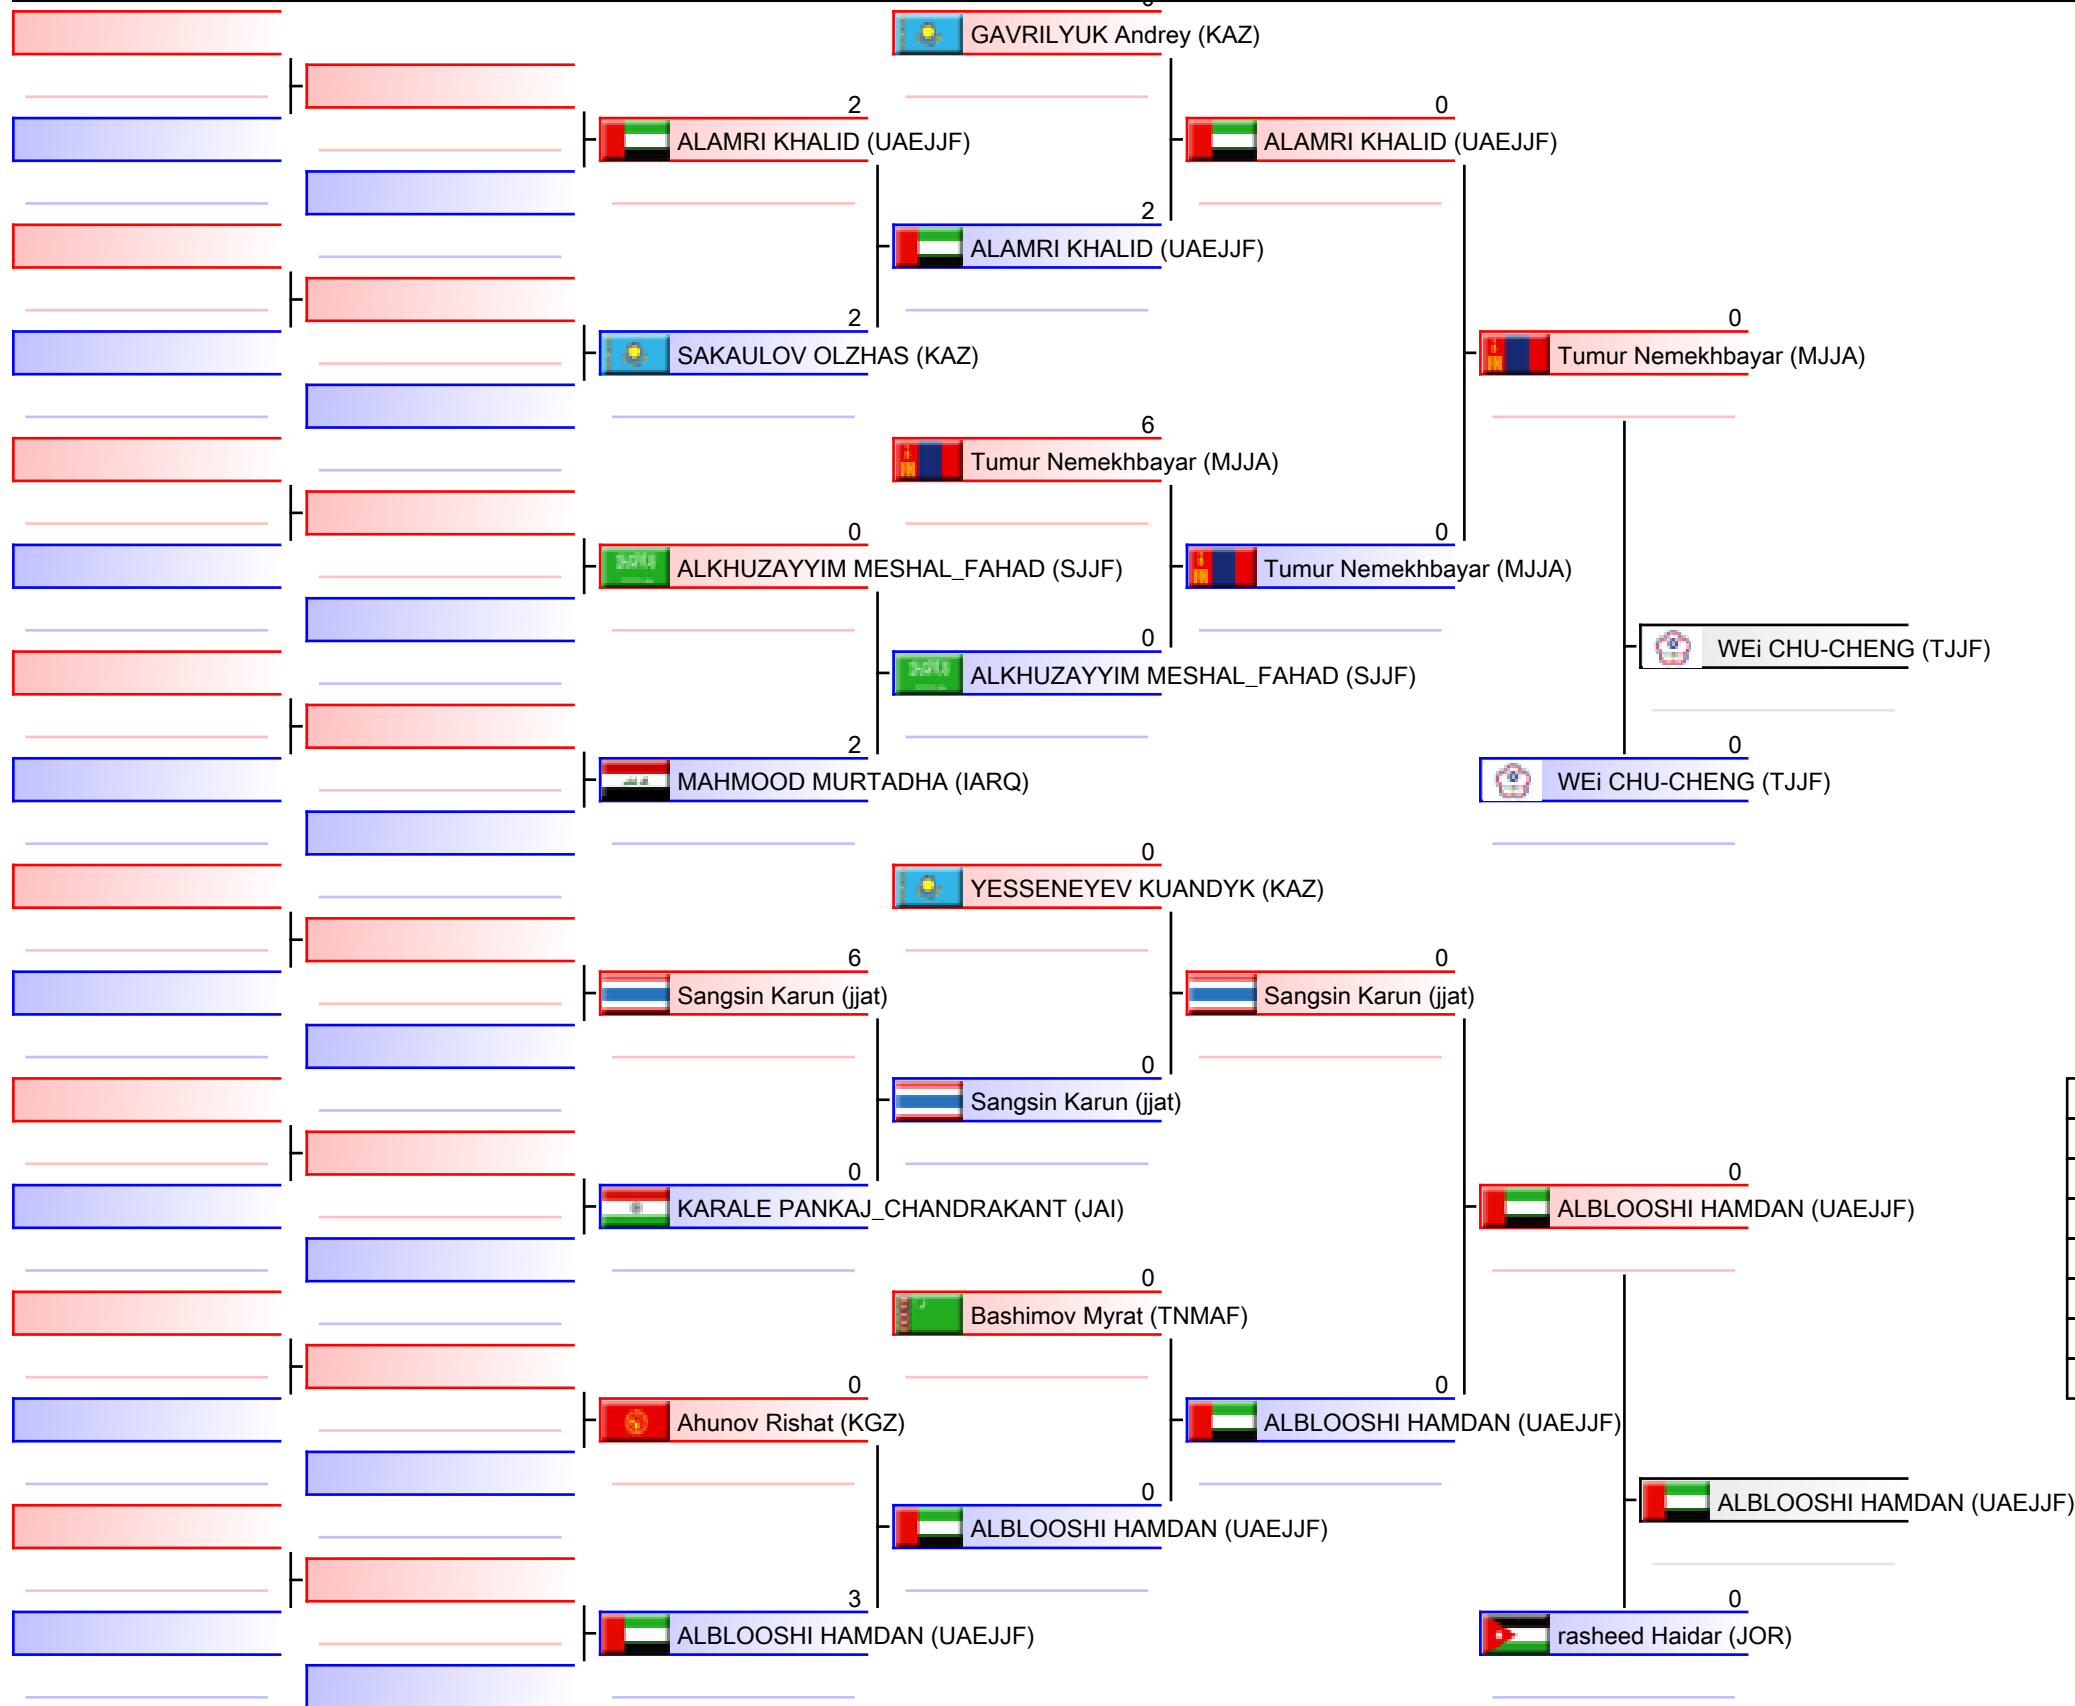 GAVRILYUK Andrey (KAZ)
2
0
ALAMRI KHALID (UAEJJF)
ALAMRI KHALID (UAEJJF)
2
ALAMRI KHALID (UAEJJF)
2
0
SAKAULOV OLZHAS (KAZ)
Tumur Nemekhbayar (MJJA)
6
Tumur Nemekhbayar (MJJA)
0
0
ALKHUZAYYIM MESHAL_FAHAD (SJJF)
Tumur Nemekhbayar (MJJA)
0
WEi CHU-CHENG (TJJF)
ALKHUZAYYIM MESHAL_FAHAD (SJJF)
2
0
MAHMOOD MURTADHA (IARQ)
WEi CHU-CHENG (TJJF)
0
YESSENEYEV KUANDYK (KAZ)
6
0
Sangsin Karun (jjat)
Sangsin Karun (jjat)
0
Sangsin Karun (jjat)
0
0
KARALE PANKAJ_CHANDRAKANT (JAI)
ALBLOOSHI HAMDAN (UAEJJF)
0
Bashimov Myrat (TNMAF)
0
0
Ahunov Rishat (KGZ)
ALBLOOSHI HAMDAN (UAEJJF)
0
ALBLOOSHI HAMDAN (UAEJJF)
ALBLOOSHI HAMDAN (UAEJJF)
3
0
ALBLOOSHI HAMDAN (UAEJJF)
rasheed Haidar (JOR)